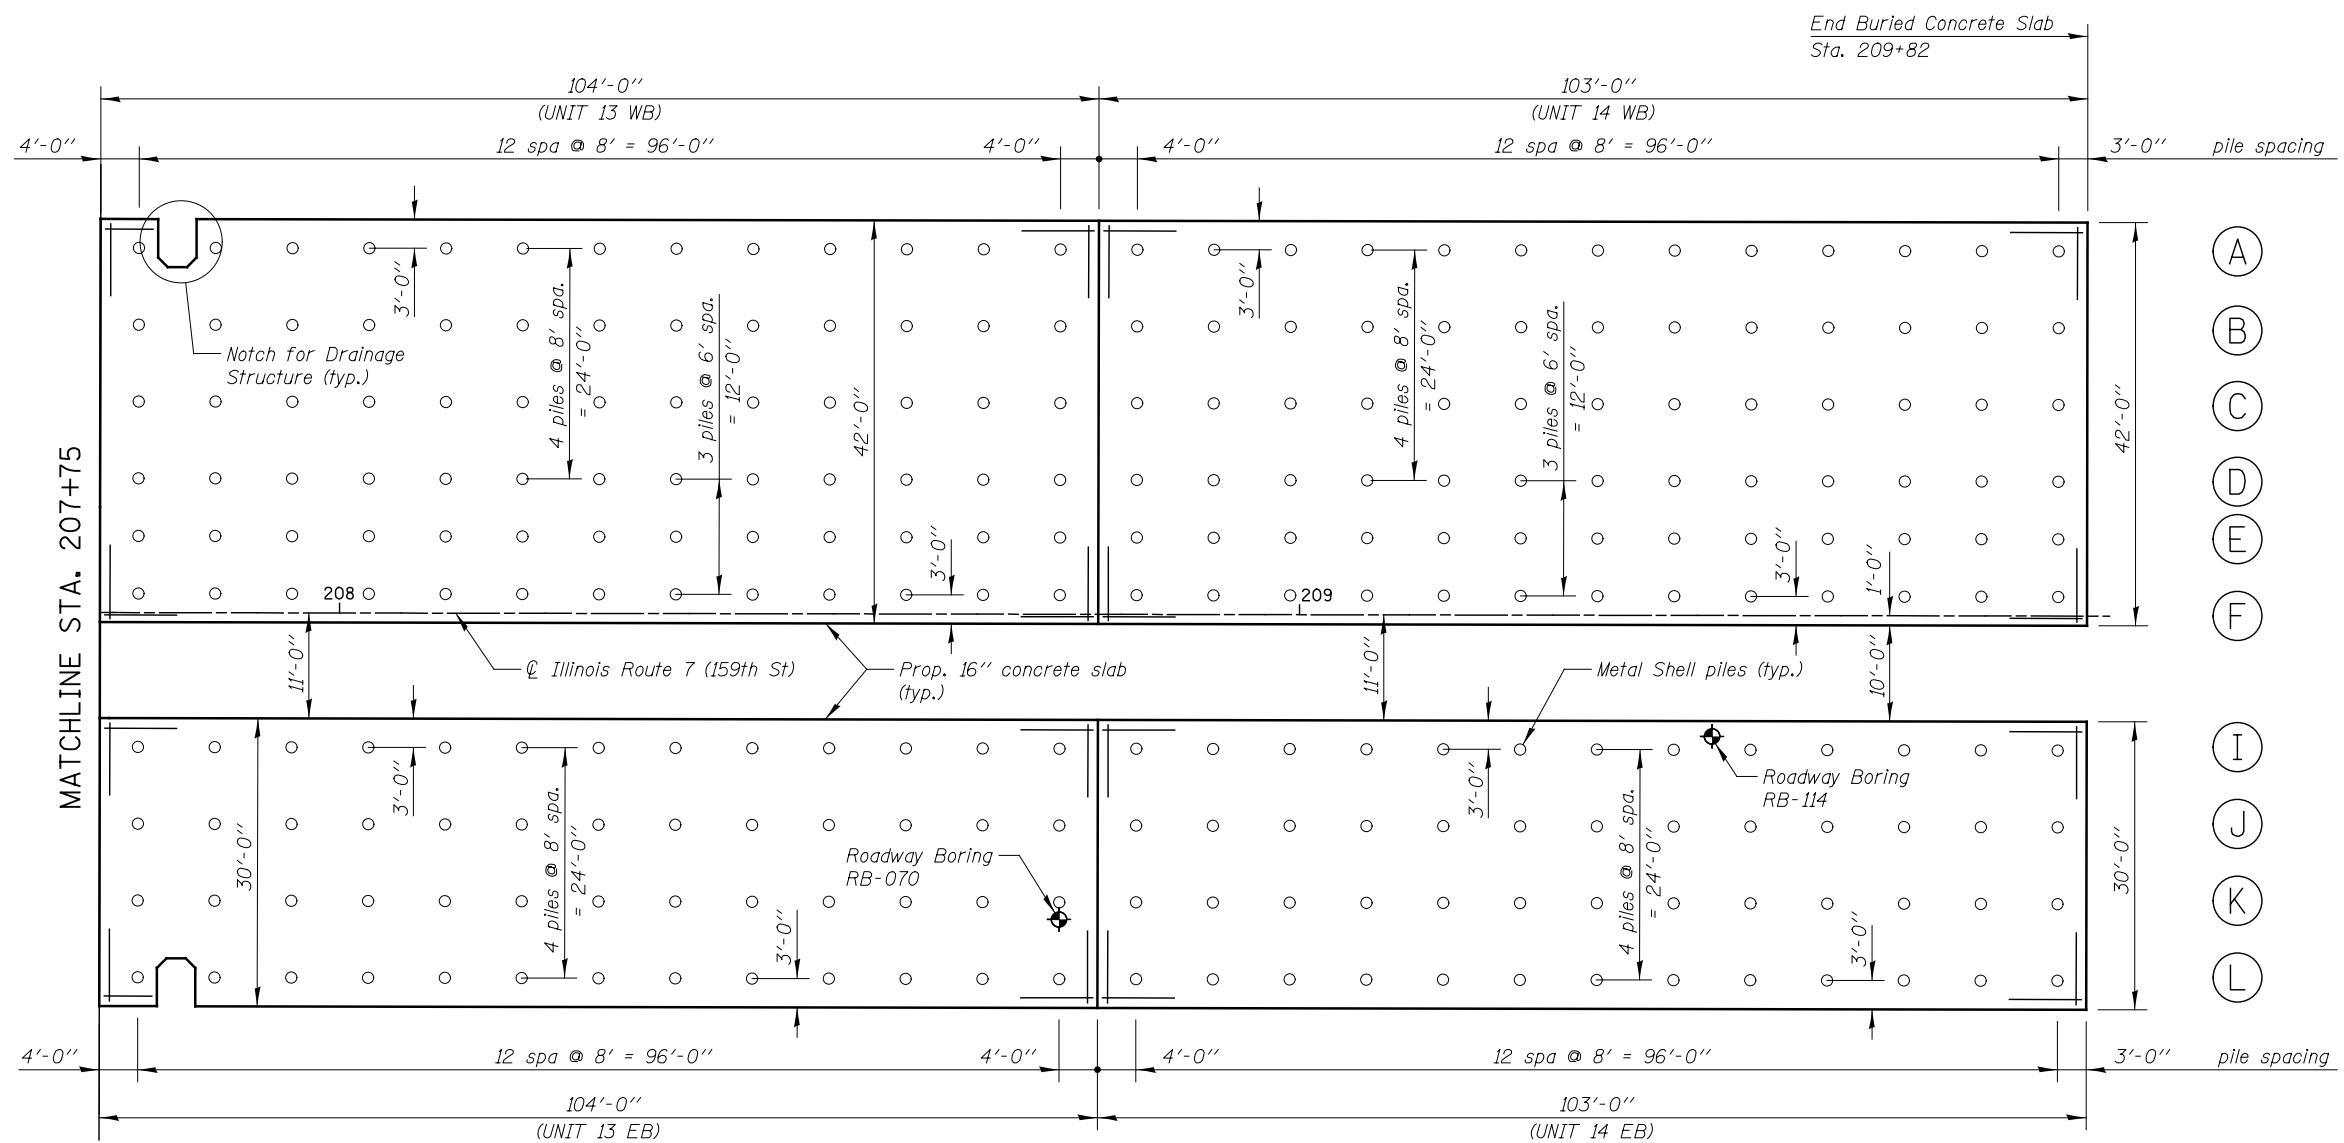 End Buried Concrete Slab
Sta. 209+82
104'-0"
103'-0"
(UNIT 13 WB)
(UNIT 14 WB)
4'-0"
12 spa @ 8' = 96'-0"
4'-0"
4'-0"
12 spa @ 8' = 96'-0"
3'-0"
pile spacing
3'-0"
4 piles @ 8' spa.
= 24'-0"
3 piles @ 6' spa.
= 12'-0"
42'-0"
3'-0"
4 piles @ 8' spa.
= 24'-0"
3 piles @ 6' spa.
= 12'-0"
42'-0"
A
B
C
D
E
F
Notch for Drainage
Structure (typ.)
MATCHLINE STA. 207+75
3'-0"
3'-0"
1'-0"
208
209
11'-0"
℄ Illinois Route 7 (159th St)
Prop. 16" concrete slab
(typ.)
11'-0"
Metal Shell piles (typ.)
10'-0"
3'-0"
30'-0"
4 piles @ 8' spa.
= 24'-0"
3'-0"
Roadway Boring
RB-070
3'-0"
4 piles @ 8' spa.
= 24'-0"
Roadway Boring
RB-114
3'-0"
30'-0"
I
J
K
L
4'-0"
12 spa @ 8' = 96'-0"
4'-0"
4'-0"
12 spa @ 8' = 96'-0"
3'-0"
pile spacing
104'-0"
103'-0"
(UNIT 13 EB)
(UNIT 14 EB)